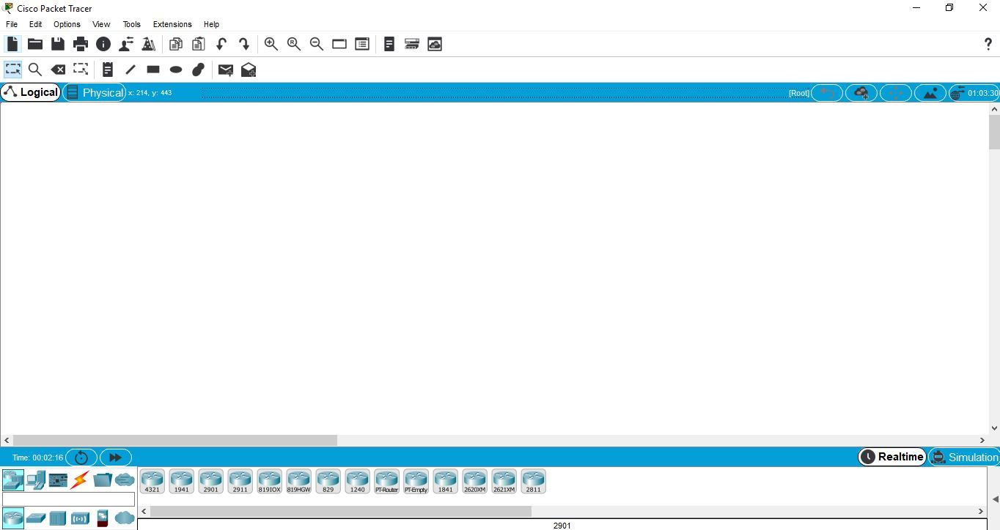 Cisco Packet Tracer
File Edit Options View Tools Extensions Help
?
Logical Physical x: 214, y: 443 [Root] 01:03:30
Time: 00:02:16 Realtime Simulation
4321 1941 2901 2911 819IOX 819HGW 829 1240 PT-Router PT-Empty 1841 2620XM 2621XM 2811
2901